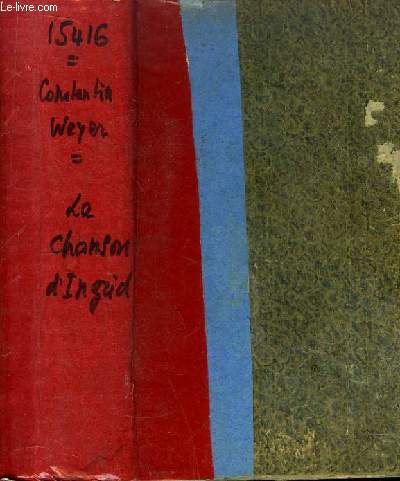 Le-livre.com
15416
=
Constantin
Weyer
=
La
Chanson
d'Ingrid